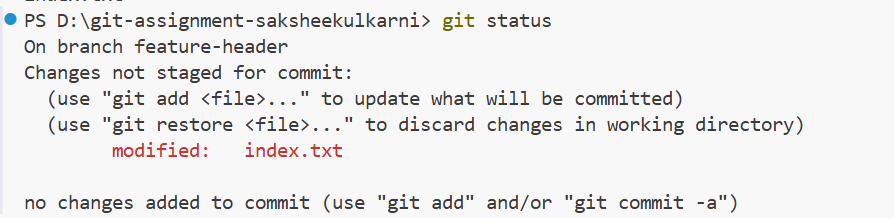 PS D:\git-assignment-saksheekulkarni> git status
On branch feature-header
Changes not staged for commit:
  (use "git add <file>..." to update what will be committed)
  (use "git restore <file>..." to discard changes in working directory)
        modified:   index.txt

no changes added to commit (use "git add" and/or "git commit -a")